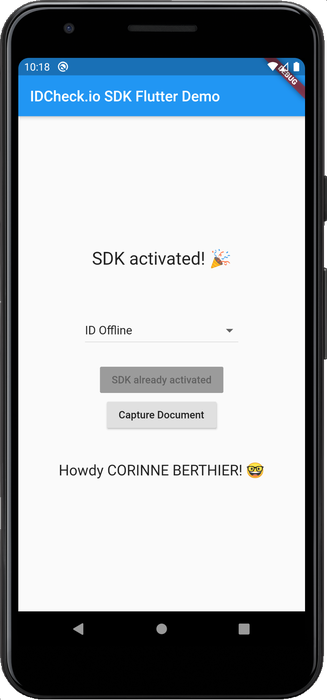 10:18
DEBUG
IDCheck.io SDK Flutter Demo
SDK activated! 🎉
ID Offline
SDK already activated
Capture Document
Howdy CORINNE BERTHIER! 🤓